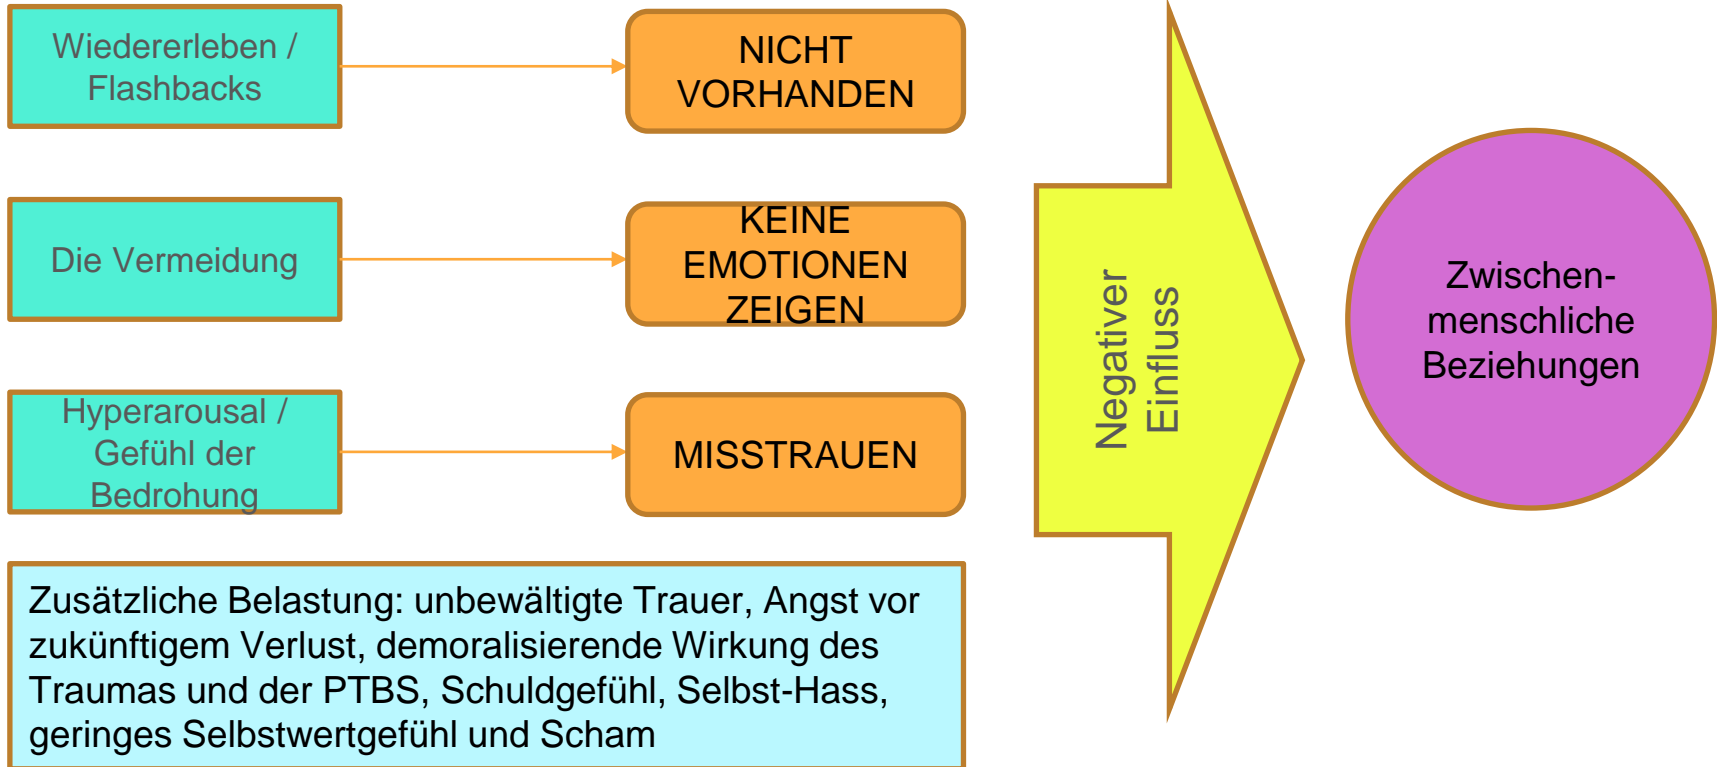 Wiedererleben /
Flashbacks
NICHT
VORHANDEN
Die Vermeidung
KEINE
EMOTIONEN
ZEIGEN
Hyperarousal /
Gefühl der
Bedrohung
MISSTRAUEN
Zusätzliche Belastung: unbewältigte Trauer, Angst vor
zukünftigem Verlust, demoralisierende Wirkung des
Traumas und der PTBS, Schuldgefühl, Selbst-Hass,
geringes Selbstwertgefühl und Scham
Negativer
Einfluss
Zwischen-
menschliche
Beziehungen